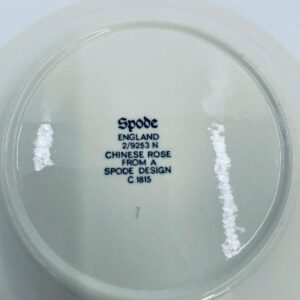 Spode
ENGLAND
2/9253 N
CHINESE ROSE
FROM A
SPODE DESIGN
C 1815